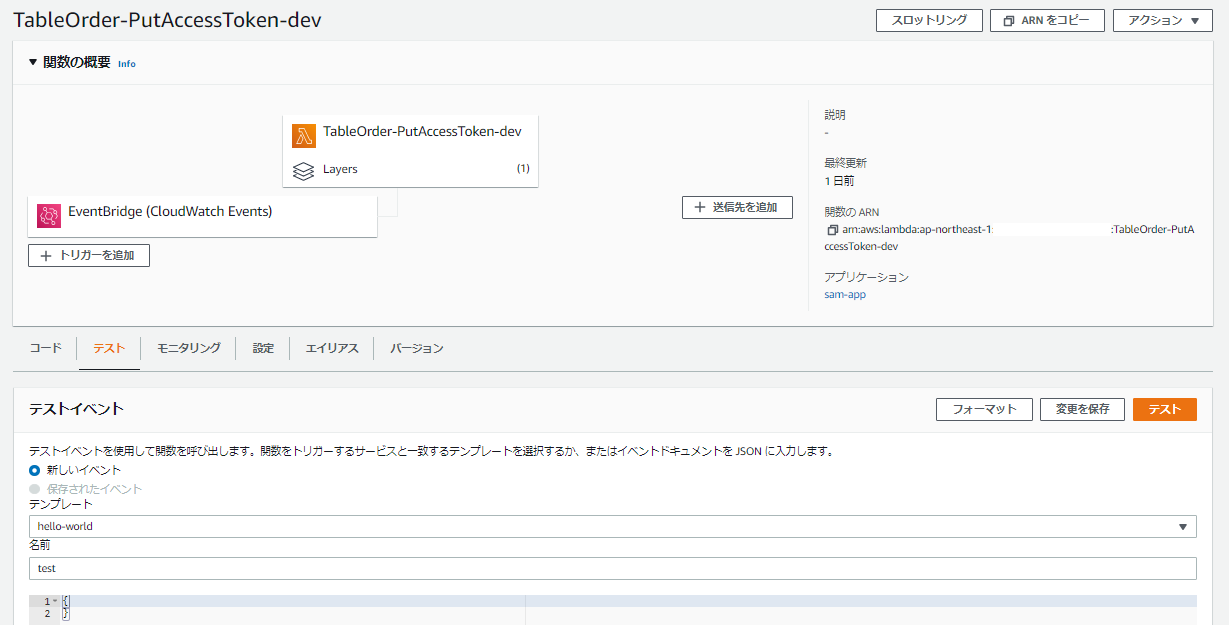 TableOrder-PutAccessToken-dev
スロットリング
ARN をコピー
アクション ▼
▼ 関数の概要 Info
TableOrder-PutAccessToken-dev
Layers (1)
EventBridge (CloudWatch Events)
+ トリガーを追加
+ 送信先を追加
説明
-
最終更新
1 日前
関数の ARN
arn:aws:lambda:ap-northeast-1: :TableOrder-PutA
ccessToken-dev
アプリケーション
sam-app
コード
テスト
モニタリング
設定
エイリアス
バージョン
テストイベント
フォーマット
変更を保存
テスト
テストイベントを使用して関数を呼び出します。関数をトリガーするサービスと一致するテンプレートを選択するか、またはイベントドキュメントを JSON に入力します。
新しいイベント
保存されたイベント
テンプレート
hello-world
名前
test
1 {
2 }